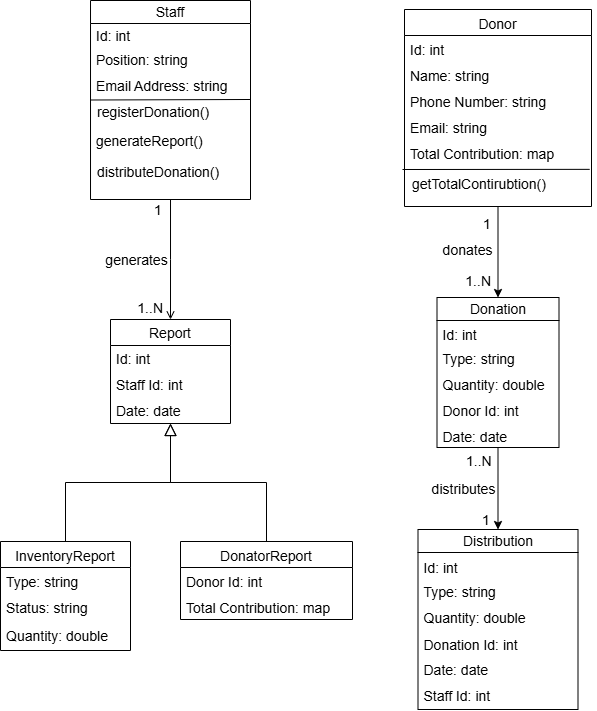 Staff
Id: int
Position: string
Email Address: string
registerDonation()
generateReport()
distributeDonation()
1
generates
1..N
Report
Id: int
Staff Id: int
Date: date
InventoryReport
Type: string
Status: string
Quantity: double
DonatorReport
Donor Id: int
Total Contribution: map
Donor
Id: int
Name: string
Phone Number: string
Email: string
Total Contribution: map
getTotalContirubtion()
1
donates
1..N
Donation
Id: int
Type: string
Quantity: double
Donor Id: int
Date: date
1..N
distributes
1
Distribution
Id: int
Type: string
Quantity: double
Donation Id: int
Date: date
Staff Id: int